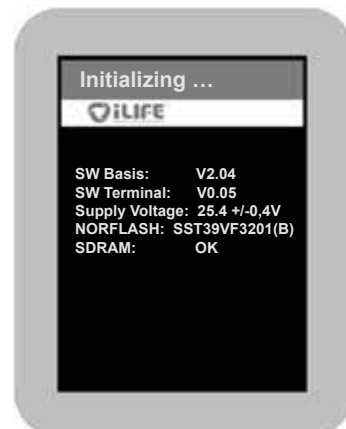 Initializing …
iLIFE
SW Basis: V2.04
SW Terminal: V0.05
Supply Voltage: 25.4 +/-0,4V
NORFLASH: SST39VF3201(B)
SDRAM: OK